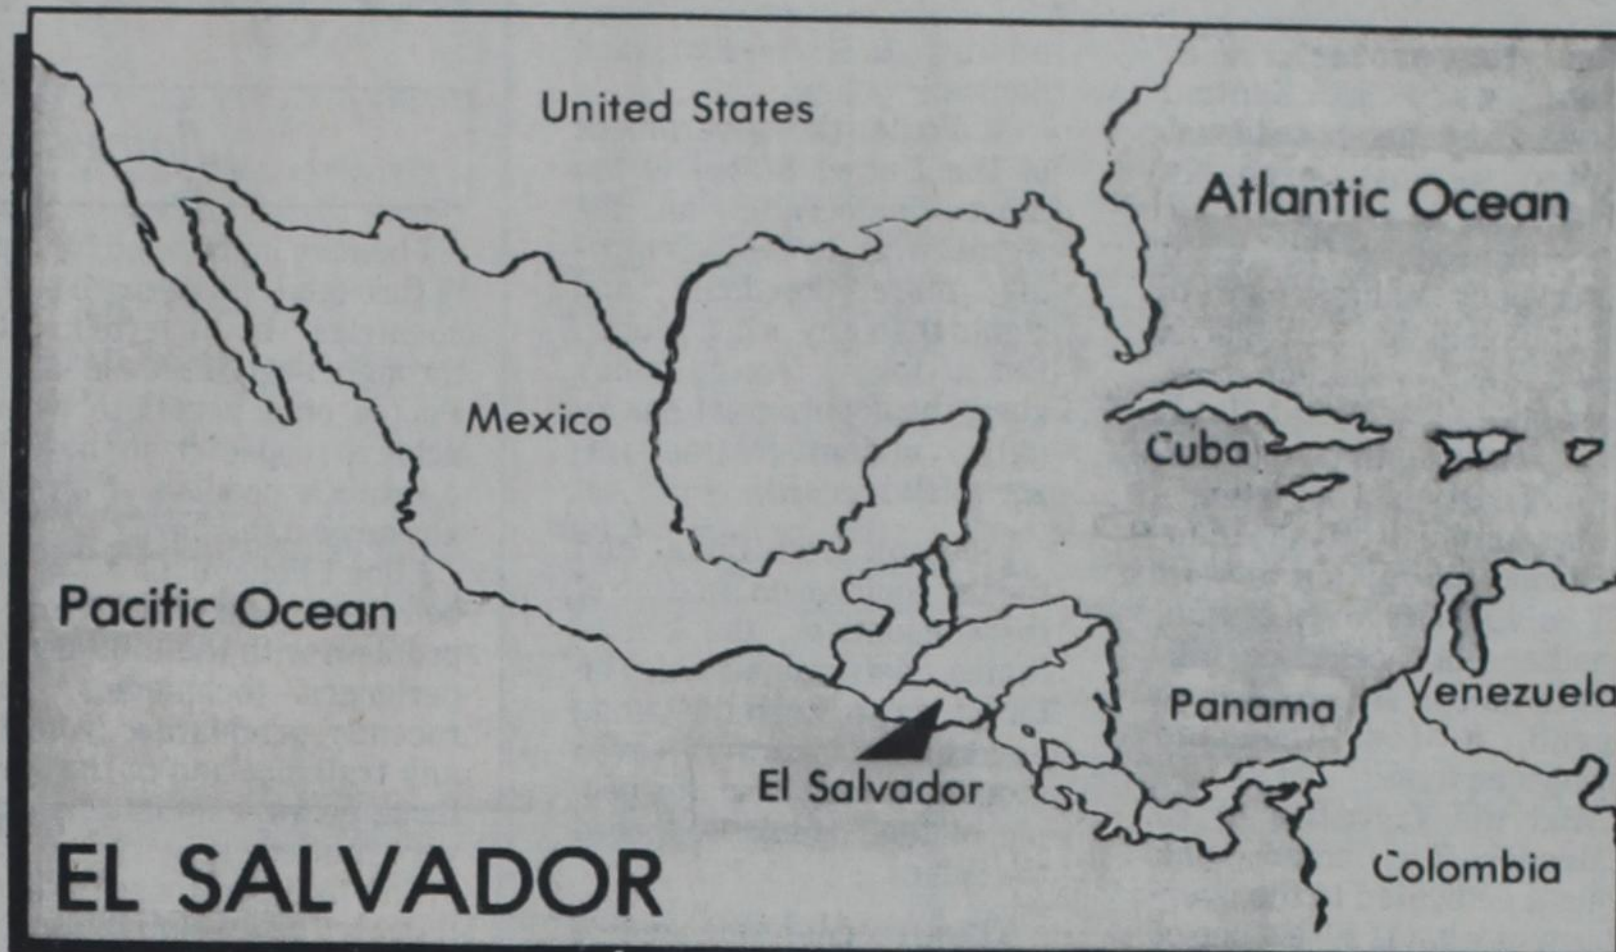 United States
Atlantic Ocean
Mexico
Cuba
Pacific Ocean
Panama
Venezuela
El Salvador
Colombia
EL SALVADOR